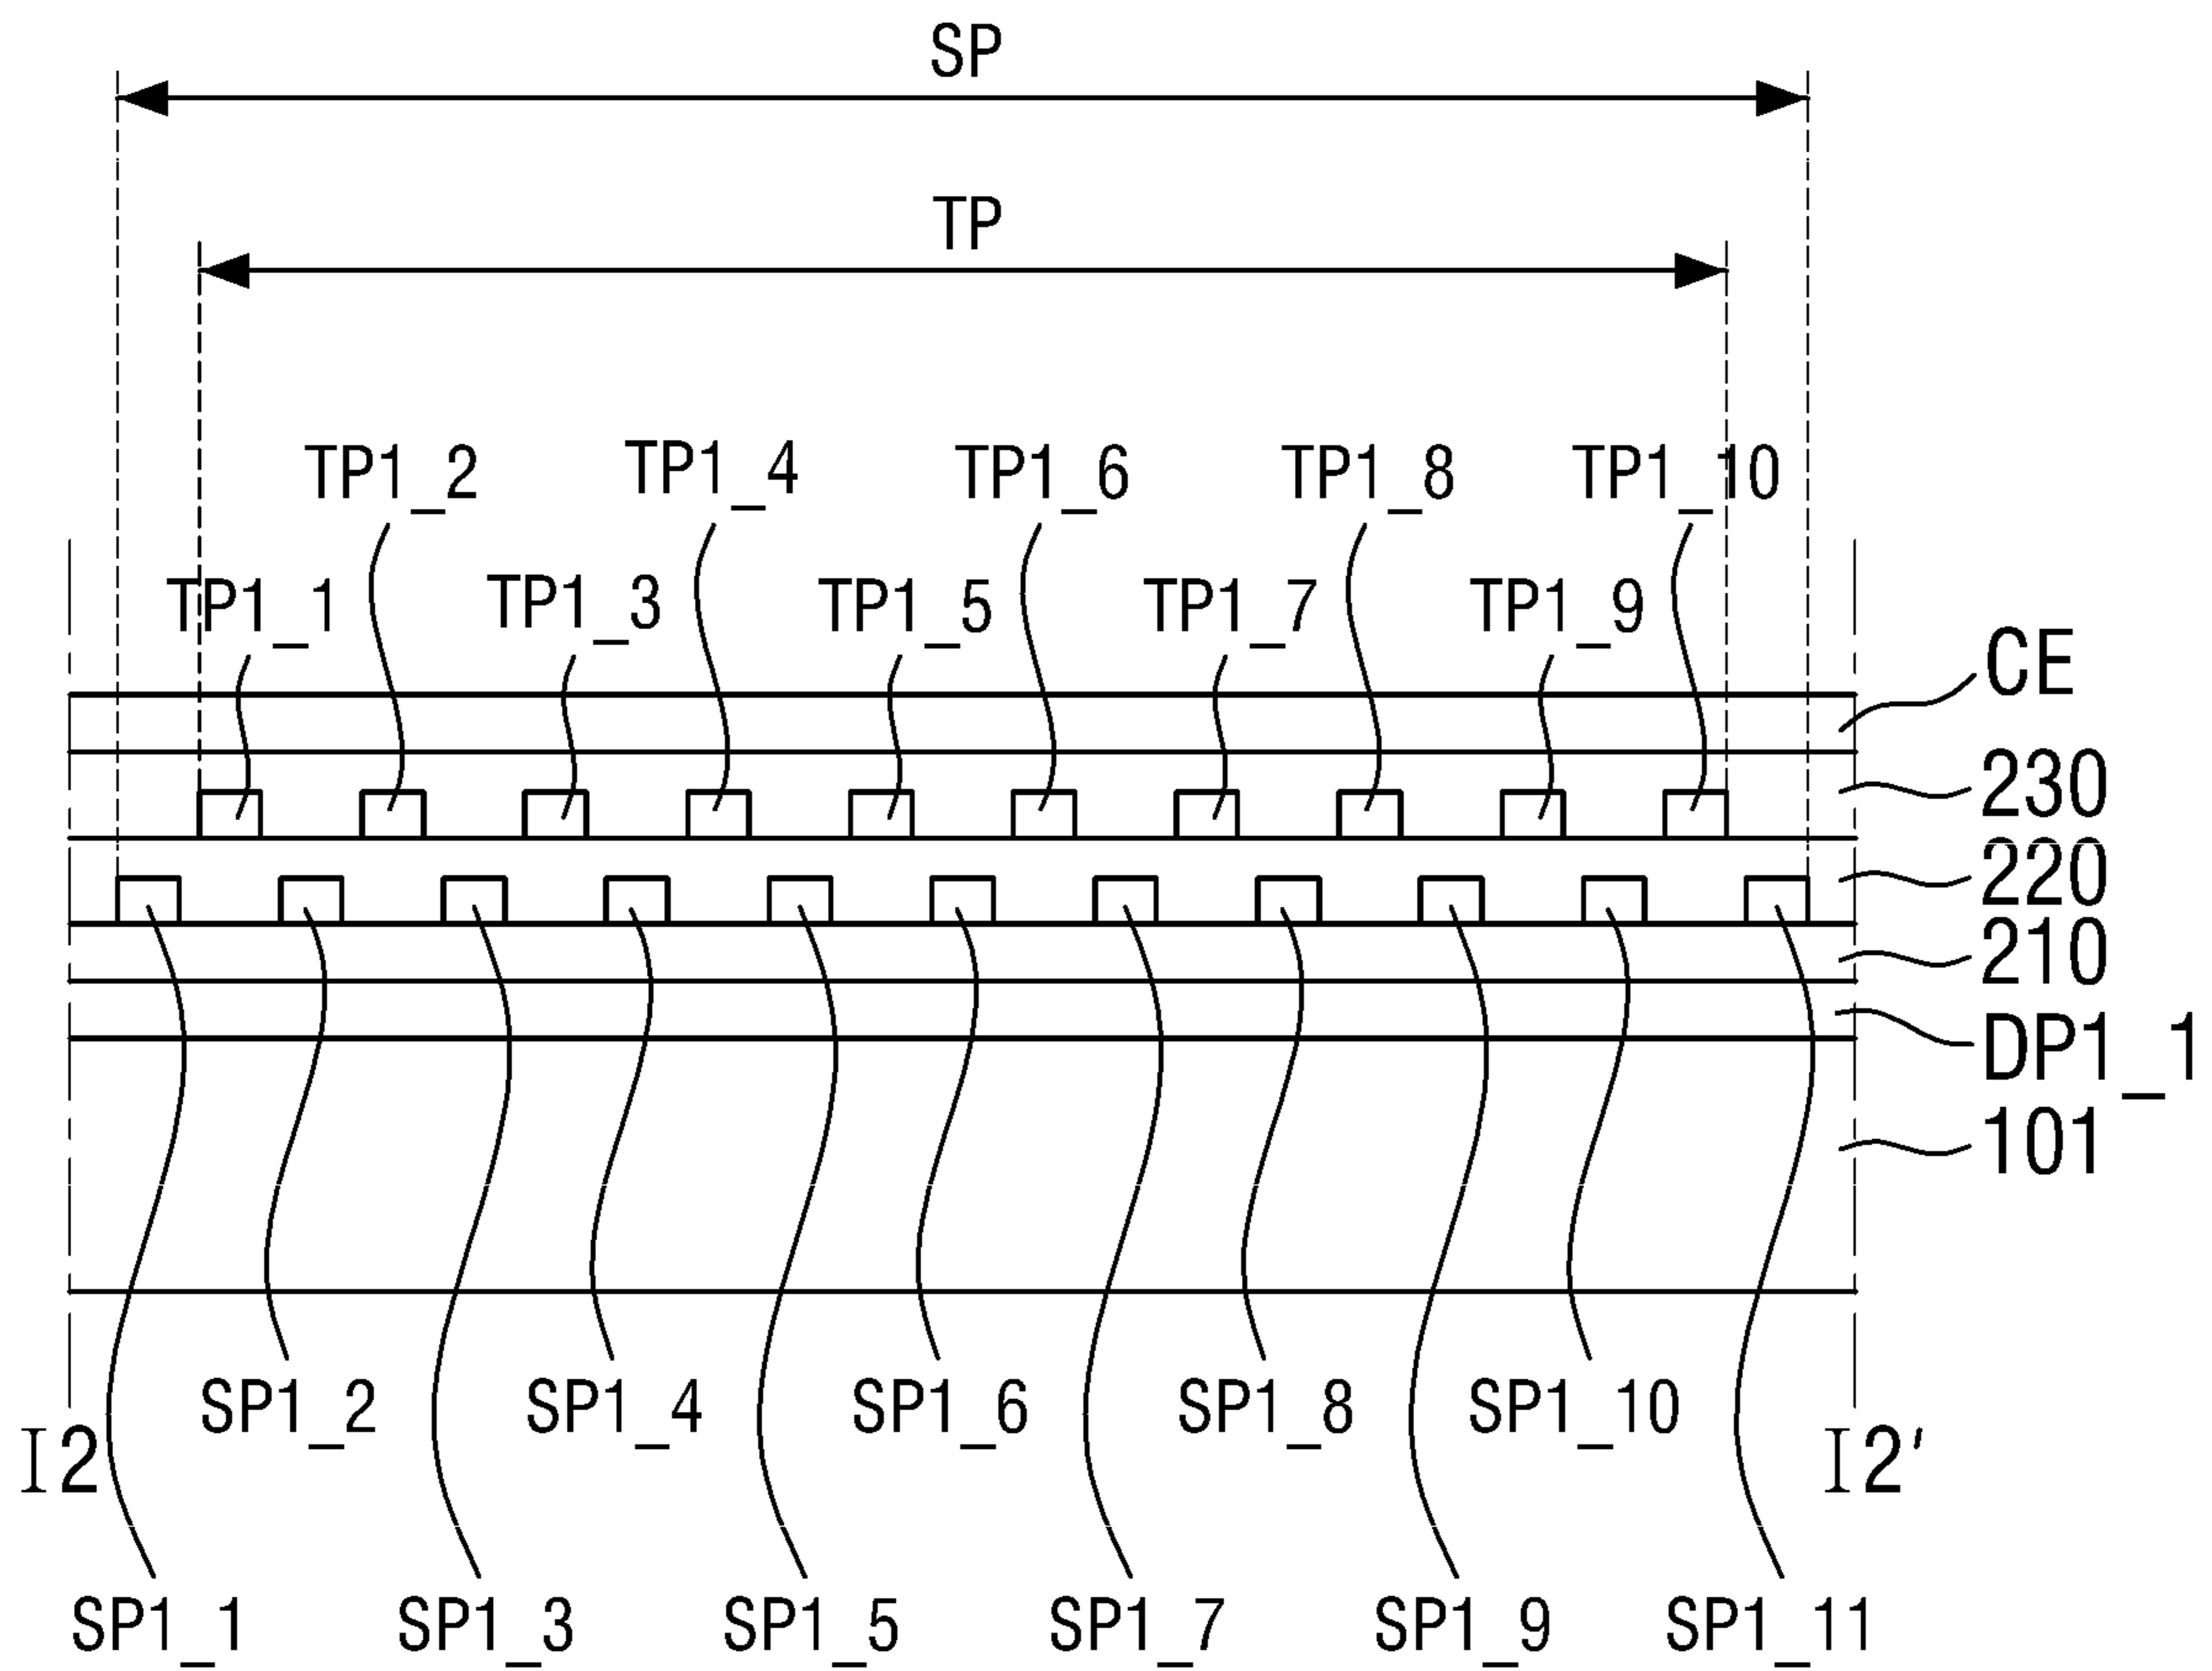 SP
TP
TP1_2 TP1_4 TP1_6 TP1_8 TP1_10
TP1_1 TP1_3 TP1_5 TP1_7 TP1_9
CE
230
220
210
DP1_1
101
SP1_2 SP1_4 SP1_6 SP1_8 SP1_10
I2 I2'
SP1_1 SP1_3 SP1_5 SP1_7 SP1_9 SP1_11